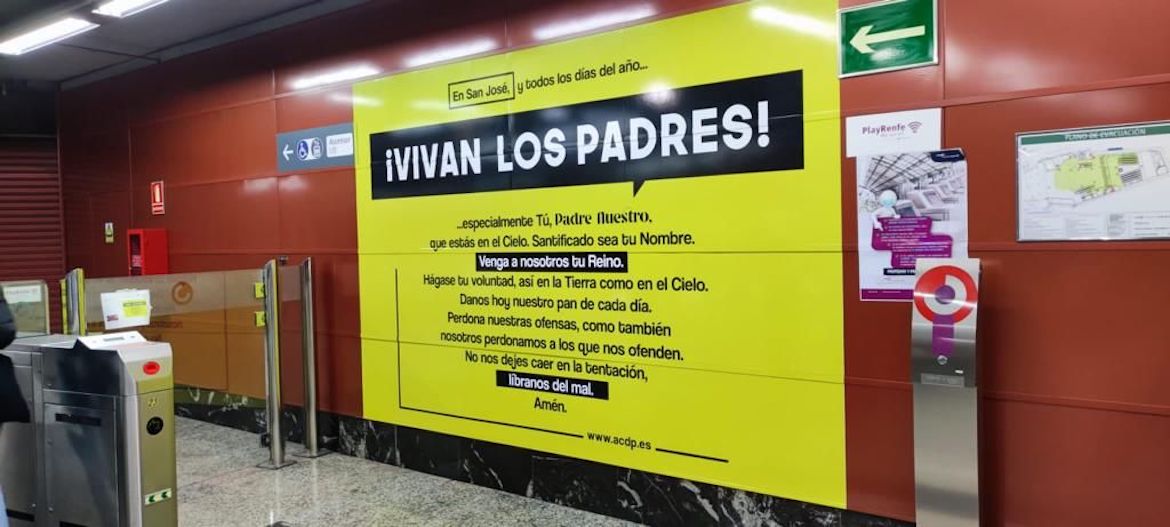 En San José, y todos los días del año...
¡VIVAN LOS PADRES!
...especialmente Tú, Padre Nuestro,
que estás en el Cielo. Santificado sea tu Nombre.
Venga a nosotros tu Reino.
Hágase tu voluntad, así en la Tierra como en el Cielo.
Danos hoy nuestro pan de cada día.
Perdona nuestras ofensas, como también
nosotros perdonamos a los que nos ofenden.
No nos dejes caer en la tentación,
líbranos del mal.
Amén.
www.acdp.es
PlayRenfe
PLANO DE EVACUACIÓN